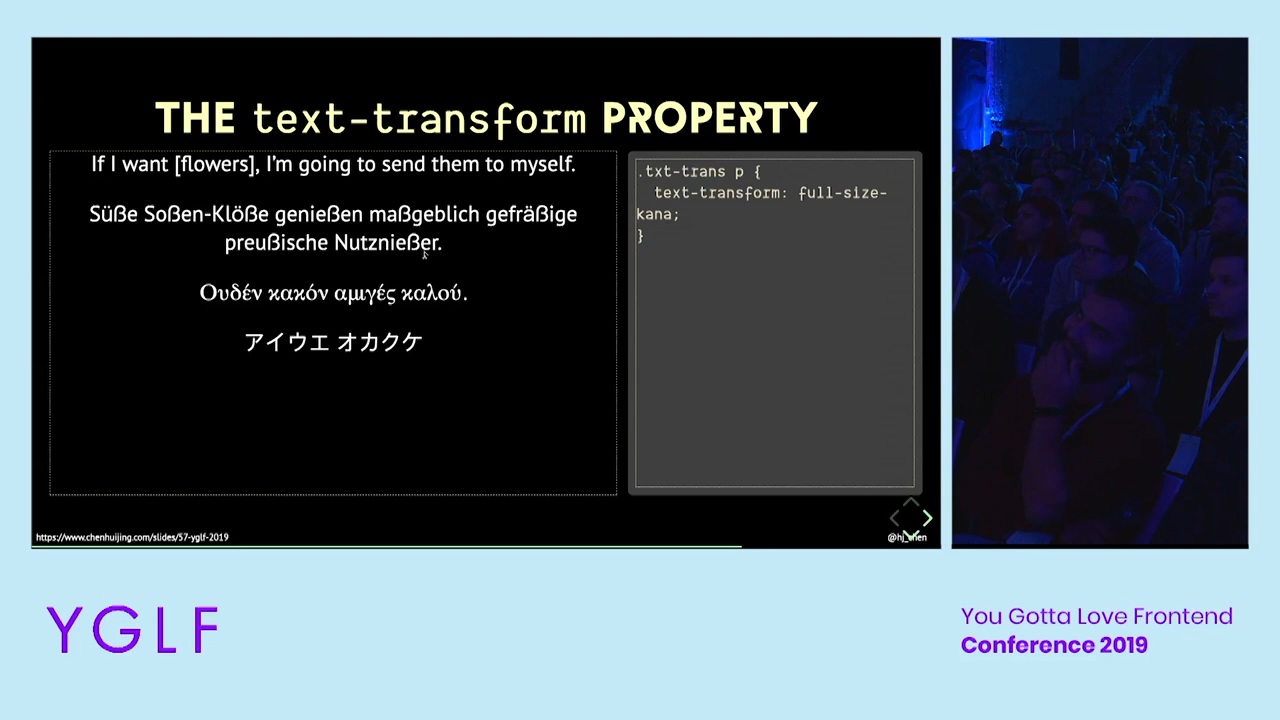 THE text-transform PROPERTY
If I want [flowers], I'm going to send them to myself.
Süße Soßen-Klöße genießen maßgeblich gefräßige
preußische Nutznießer.
Ουδέν κακόν αμιγές καλού.
アイウエ オカクケ
.txt-trans p {
text-transform: full-size-
kana;
}
https://www.chenhuijing.com/slides/57-yglf-2019
@hj_chen
YGLF
You Gotta Love Frontend
Conference 2019